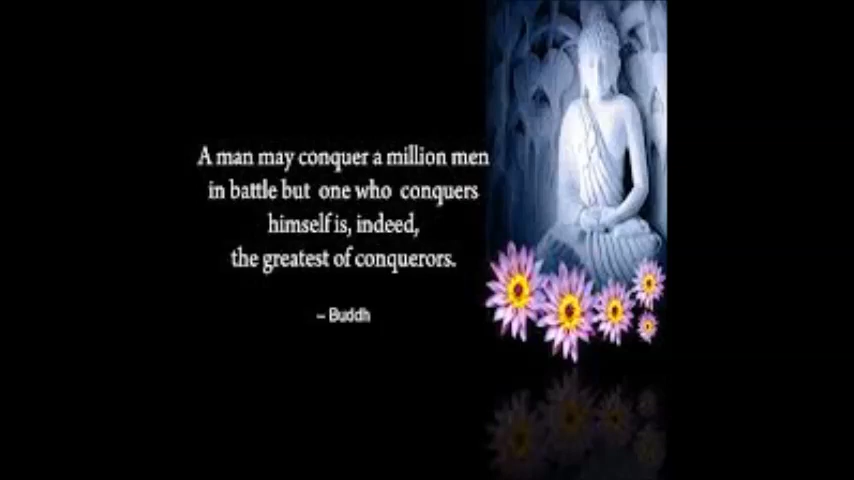 A man may conquer a million men
in battle but one who conquers
himself is, indeed,
the greatest of conquerors.
– Buddh